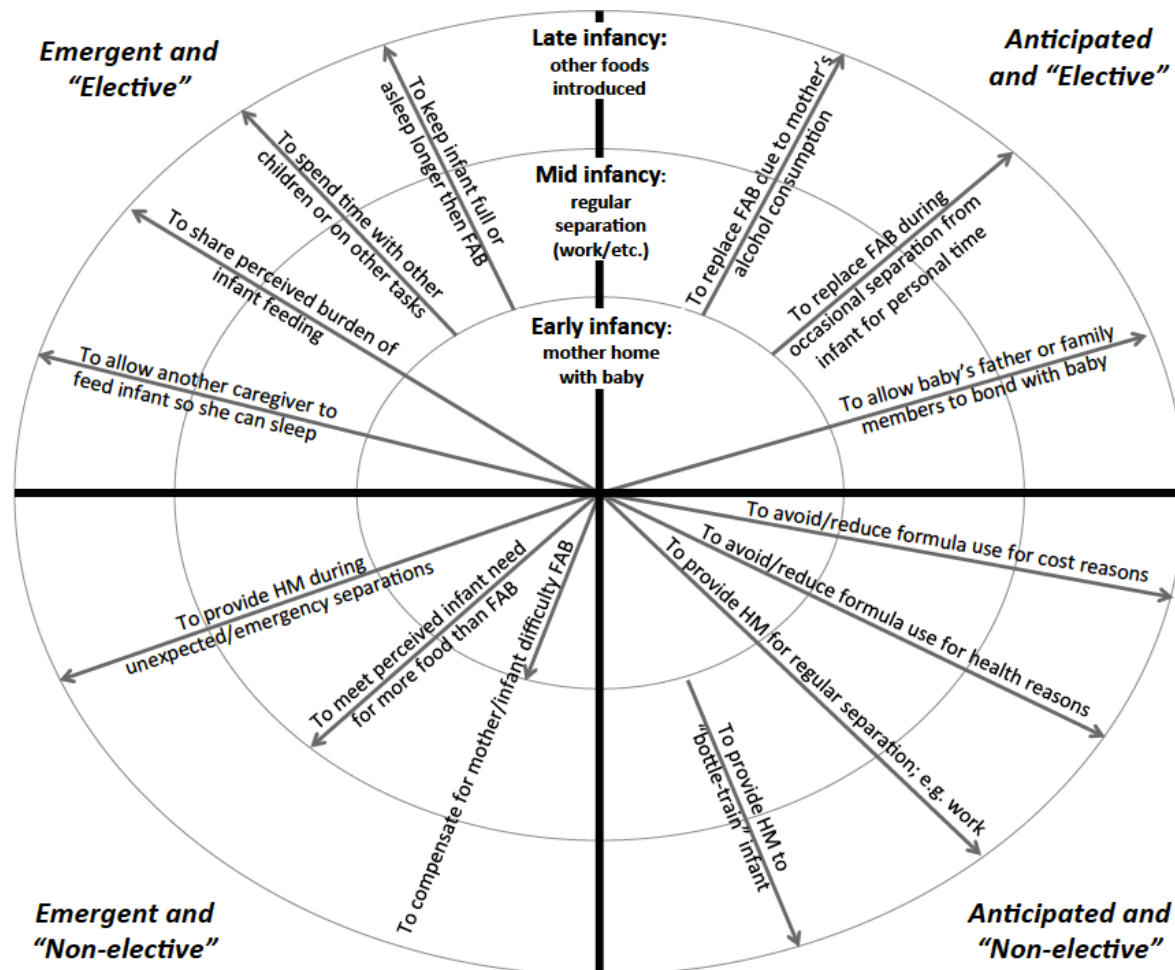 Emergent and
“Elective”
Late infancy:
other foods
introduced
Anticipated
and “Elective”
Mid infancy:
regular
separation
(work/etc.)
Early infancy:
mother home
with baby
To keep infant full or
asleep longer then FAB
To spend time with other
children or on other tasks
To share perceived burden of
infant feeding
To allow another caregiver to
feed infant so she can sleep
To replace FAB due to mother’s
alcohol consumption
To replace FAB during
occasional separation from
infant for personal time
To allow baby’s father or family
members to bond with baby
To provide HM during
unexpected/emergency separations
To meet perceived infant need
for more food than FAB
To compensate for mother/infant difficulty FAB
To avoid/reduce formula use for cost reasons
To avoid/reduce formula use for health reasons
To provide HM for regular separation; e.g. work
To provide HM to
“bottle-train” infant
Emergent and
“Non-elective”
Anticipated and
“Non-elective”